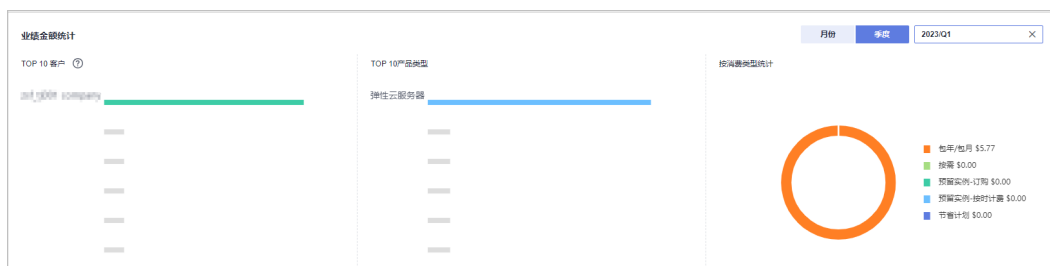 业绩金额统计
月份 季度 2023/Q1
TOP 10 客户
TOP 10产品类型
按消费类型统计
company
弹性云服务器
包年/包月 $5.77
按需 $0.00
预留实例-订购 $0.00
预留实例-按时计费 $0.00
节省计划 $0.00